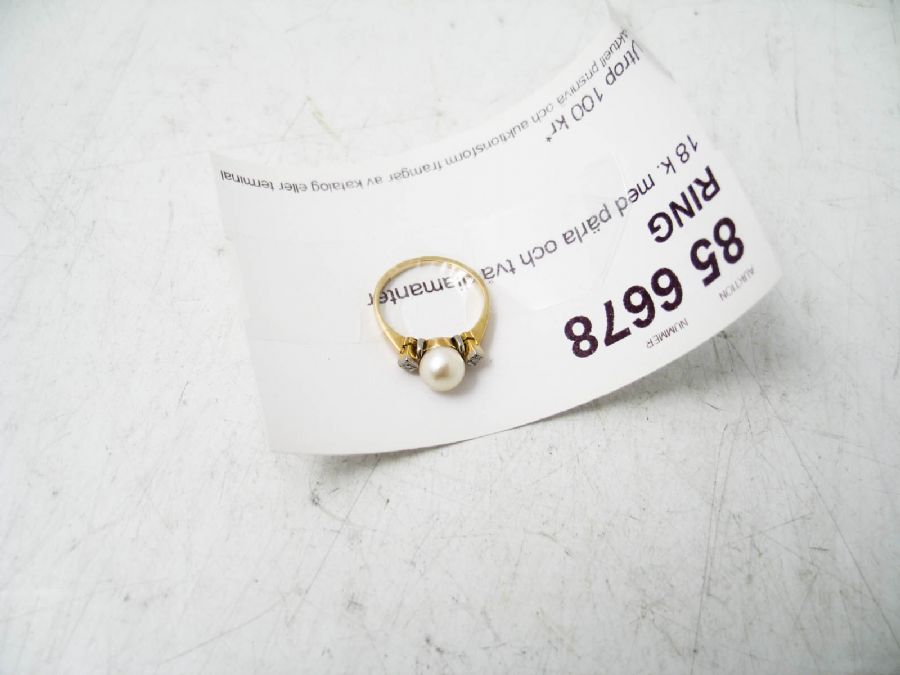 AUKTION NUMMER
85 6678
RING
18 k. med pärla och två diamanter
Utrop 100 kr*
aktuell prisnivå och auktionsform framgår av katalog eller terminal